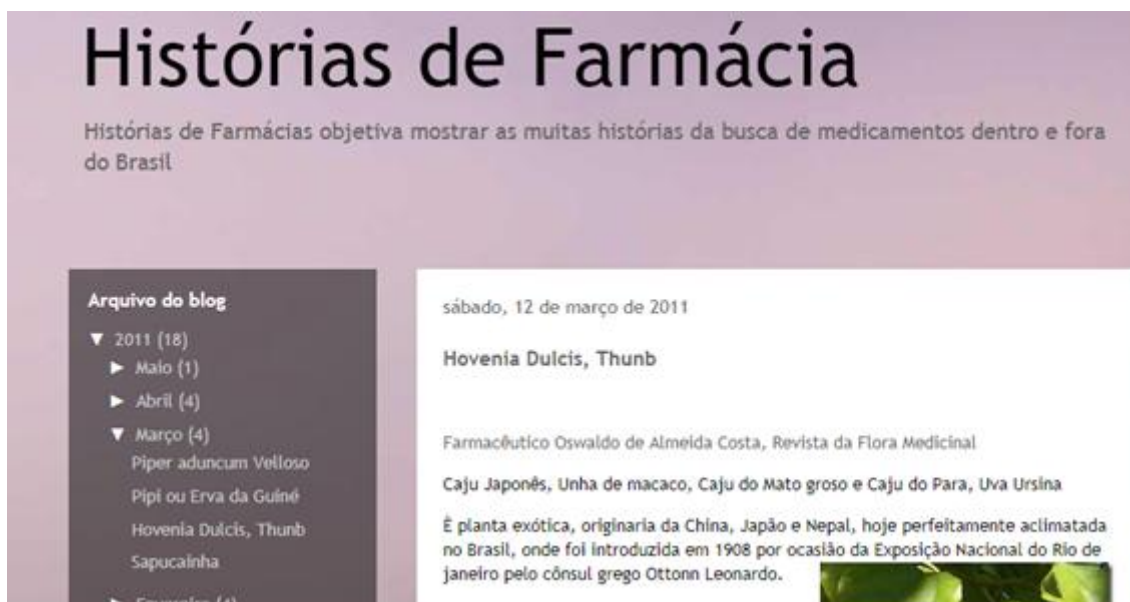 Histórias de Farmácia
Histórias de Farmácias objetiva mostrar as muitas histórias da busca de medicamentos dentro e fora
do Brasil
Arquivo do blog
▼ 2011 (18)
► Maio (1)
► Abril (4)
▼ Março (4)
Piper aduncum Velloso
Pipi ou Erva da Guiné
Hovenia Dulcis, Thunb
Sapucainha
► Fevereiro (4)
sábado, 12 de março de 2011
Hovenia Dulcis, Thunb
Farmacêutico Oswaldo de Almeida Costa, Revista da Flora Medicinal
Caju Japonês, Unha de macaco, Caju do Mato groso e Caju do Para, Uva Ursina
È planta exótica, originaria da China, Japão e Nepal, hoje perfeitamente aclimatada
no Brasil, onde foi introduzida em 1908 por ocasião da Exposição Nacional do Rio de
janeiro pelo cônsul grego Ottonn Leonardo.